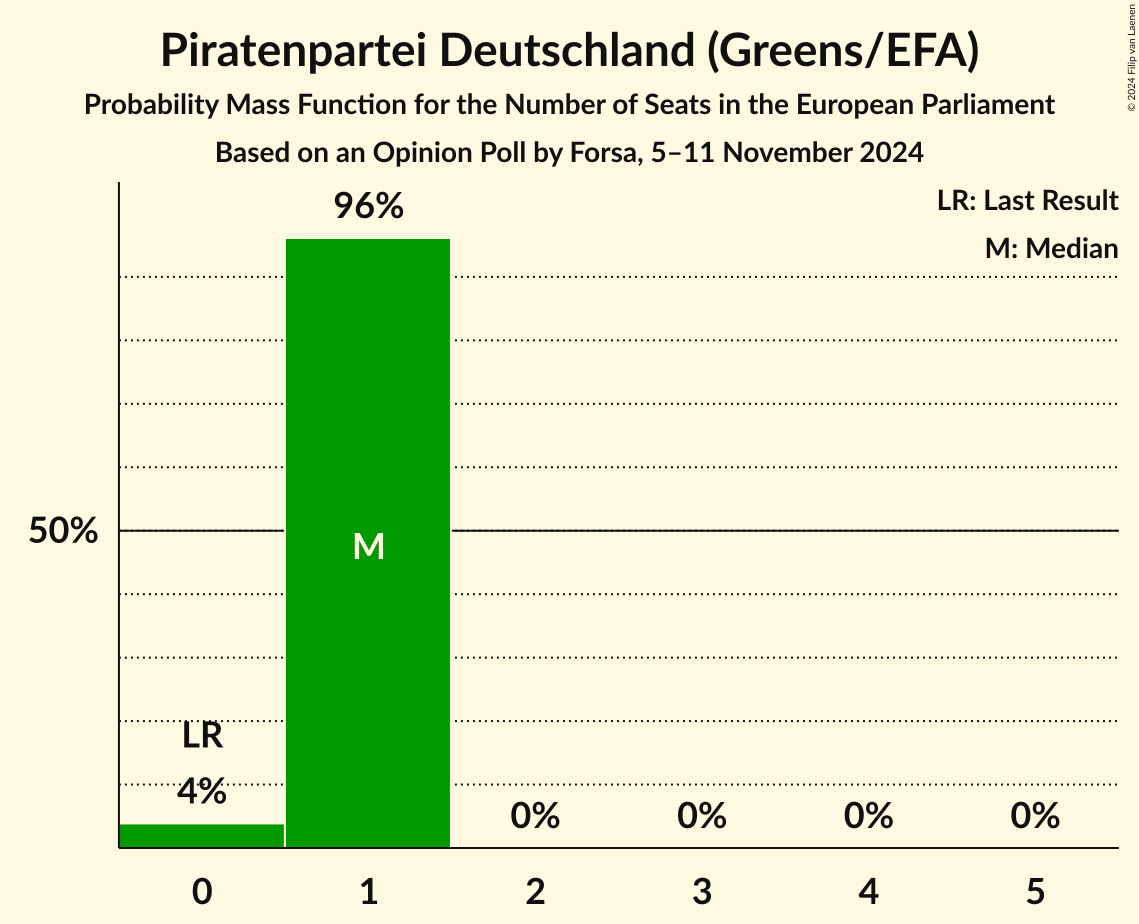 Piratenpartei Deutschland (Greens/EFA)
Probability Mass Function for the Number of Seats in the European Parliament
Based on an Opinion Poll by Forsa, 5–11 November 2024
© 2024 Filip van Laenen
LR: Last Result
M: Median
96%
50%
M
LR
4%
0%
0%
0%
0%
0
1
2
3
4
5